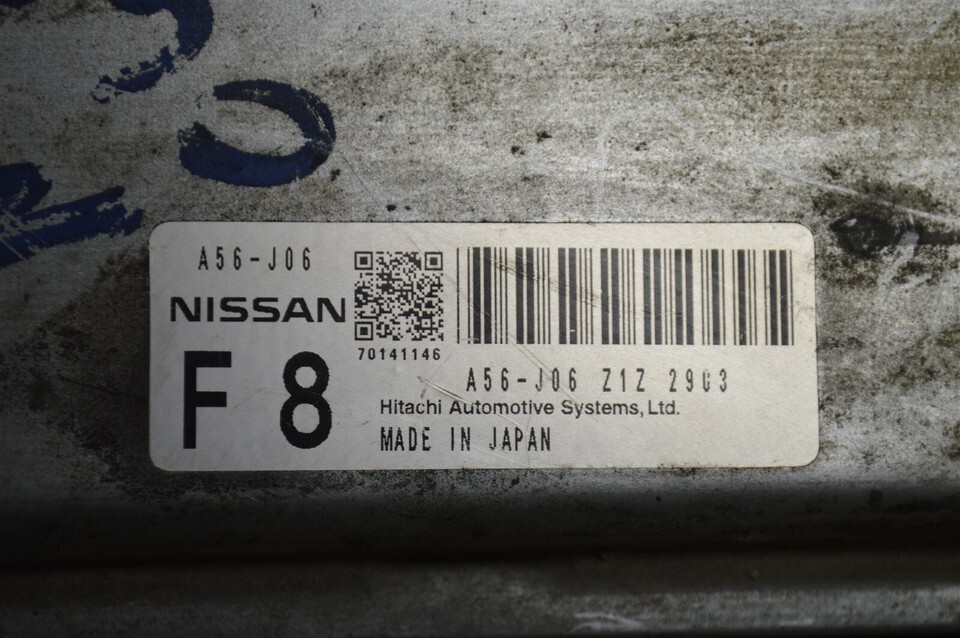 A56-J06
NISSAN
70141146
F 8
A56-J06 Z1Z 2903
Hitachi Automotive Systems, Ltd.
MADE IN JAPAN